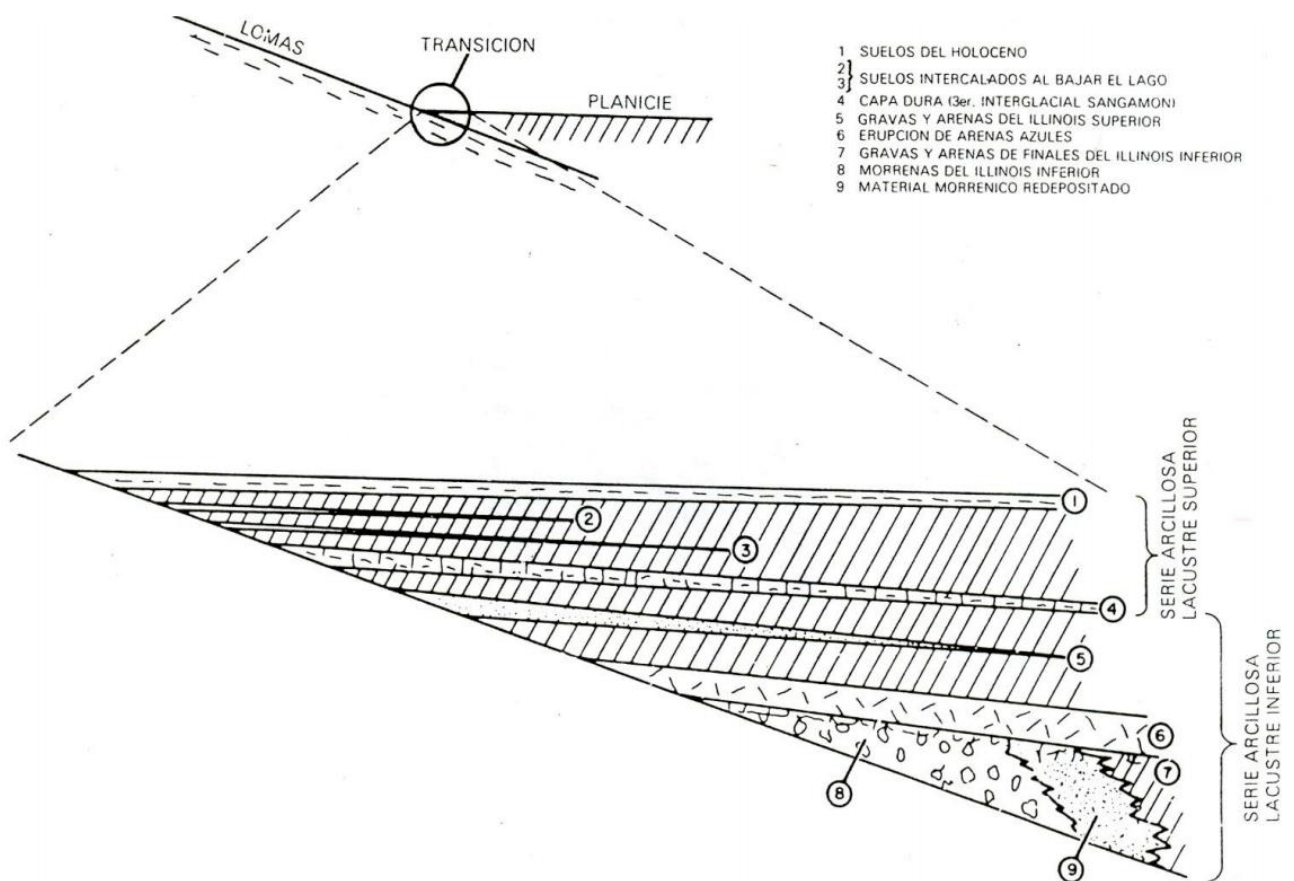 LOMAS
TRANSICION
PLANICIE
1 SUELOS DEL HOLOCENO
2
3 } SUELOS INTERCALADOS AL BAJAR EL LAGO
4 CAPA DURA (3er. INTERGLACIAL SANGAMON)
5 GRAVAS Y ARENAS DEL ILLINOIS SUPERIOR
6 ERUPCION DE ARENAS AZULES
7 GRAVAS Y ARENAS DE FINALES DEL ILLINOIS INFERIOR
8 MORRENAS DEL ILLINOIS INFERIOR
9 MATERIAL MORRENICO REDEPOSITADO
1
2
3
4
5
6
7
8
9
SERIE ARCILLOSA
LACUSTRE SUPERIOR
SERIE ARCILLOSA
LACUSTRE INFERIOR